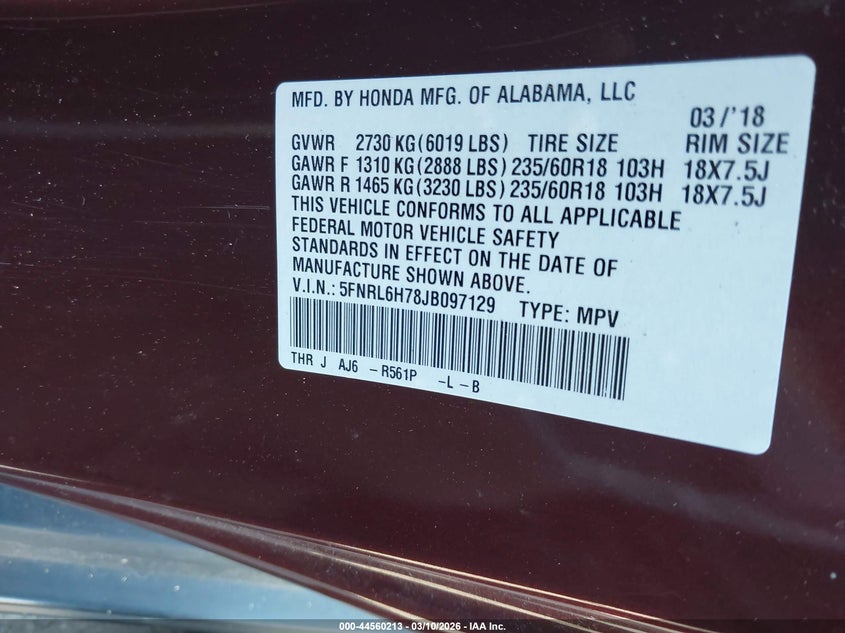 MFD. BY HONDA MFG. OF ALABAMA, LLC
03/'18
GVWR 2730 KG(6019 LBS) TIRE SIZE RIM SIZE
GAWR F 1310 KG(2888 LBS) 235/60R18 103H 18X7.5J
GAWR R 1465 KG(3230 LBS) 235/60R18 103H 18X7.5J
THIS VEHICLE CONFORMS TO ALL APPLICABLE
FEDERAL MOTOR VEHICLE SAFETY
STANDARDS IN EFFECT ON THE DATE OF
MANUFACTURE SHOWN ABOVE.
V.I.N.: 5FNRL6H78JB097129 TYPE: MPV
THR J AJ6 -R561P -L-B
000-44560213 - 03/10/2026 - IAA Inc.